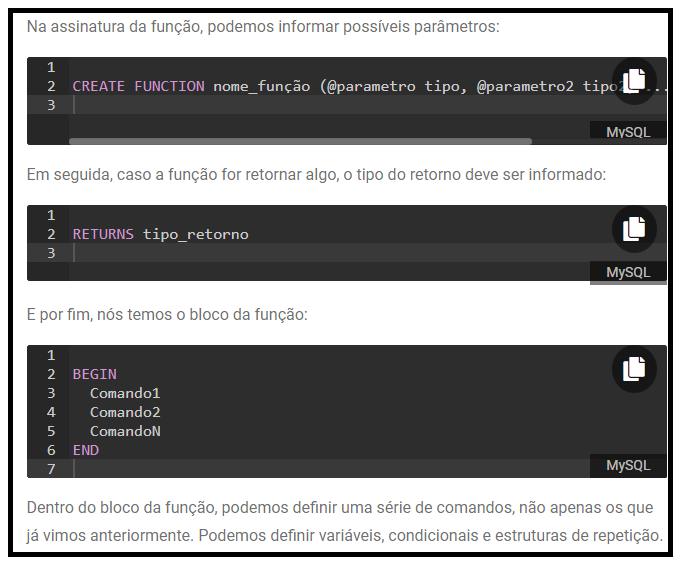 Na assinatura da função, podemos informar possíveis parâmetros:
1
2 CREATE FUNCTION nome_função (@parametro tipo, @parametro2 tipo2, ...
3
MySQL
Em seguida, caso a função for retornar algo, o tipo do retorno deve ser informado:
1
2 RETURNS tipo_retorno
3
MySQL
E por fim, nós temos o bloco da função:
1
2 BEGIN
3 Comando1
4 Comando2
5 ComandoN
6 END
7
MySQL
Dentro do bloco da função, podemos definir uma série de comandos, não apenas os que
já vimos anteriormente. Podemos definir variáveis, condicionais e estruturas de repetição.